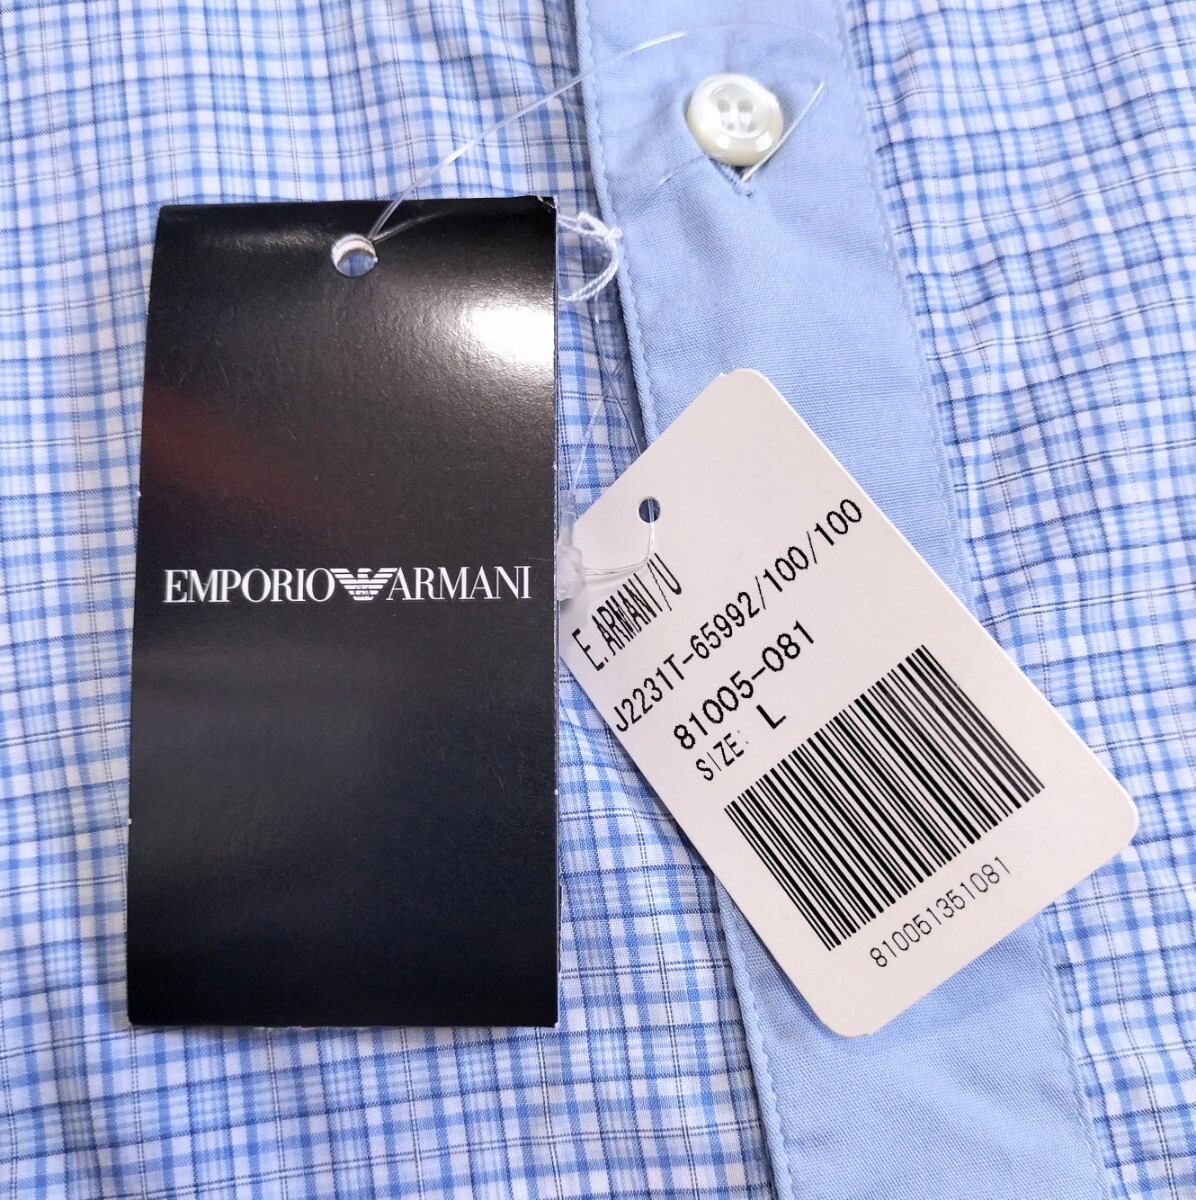 EMPORIO ARMANI
E.ARMANI/U
J2231T-65992/100/100
81005-081
SIZE: L
810051351081